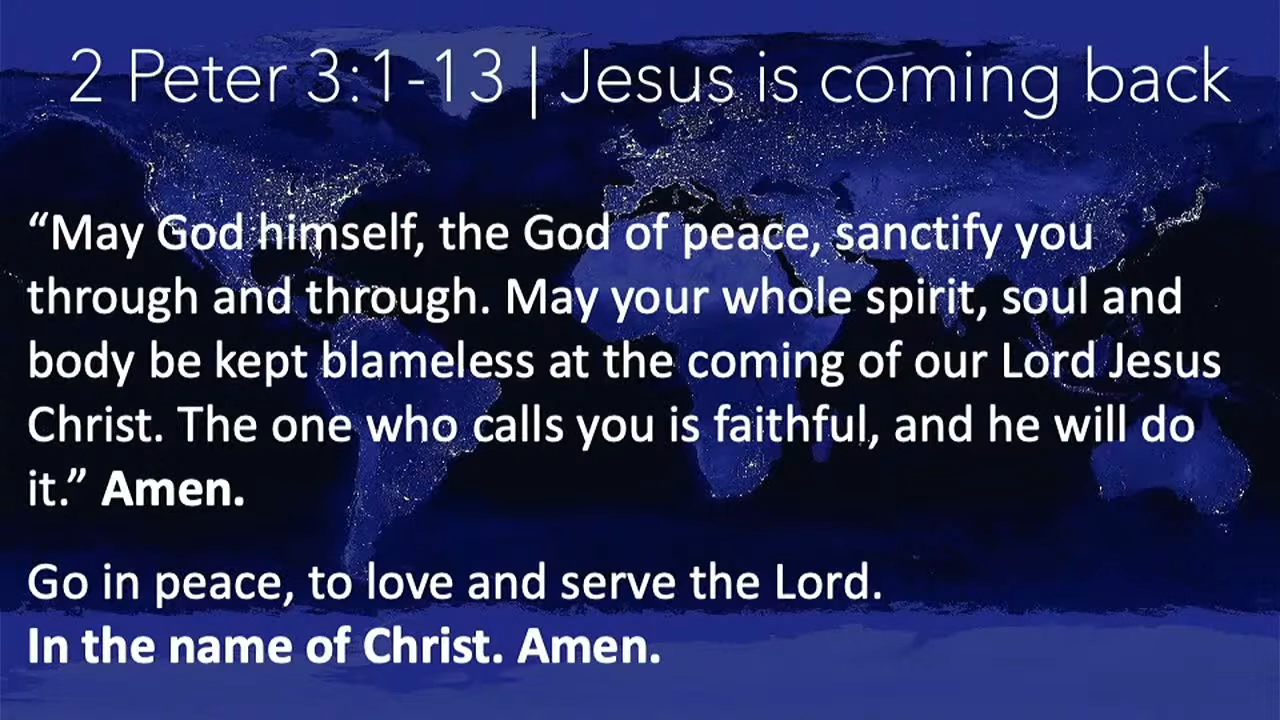 2 Peter 3:1-13 | Jesus is coming back
“May God himself, the God of peace, sanctify you
through and through. May your whole spirit, soul and
body be kept blameless at the coming of our Lord Jesus
Christ. The one who calls you is faithful, and he will do
it.” Amen.
Go in peace, to love and serve the Lord.
In the name of Christ. Amen.